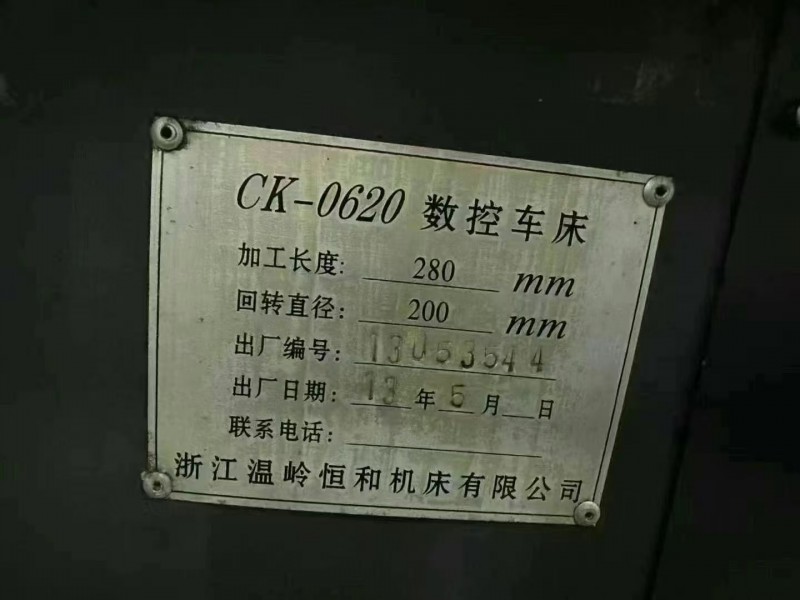 CK-0620 数控车床
加工长度: 280 mm
回转直径: 200 mm
出厂编号: 13053544
出厂日期: 13 年 5 月 日
联系电话:
浙江温岭恒和机床有限公司